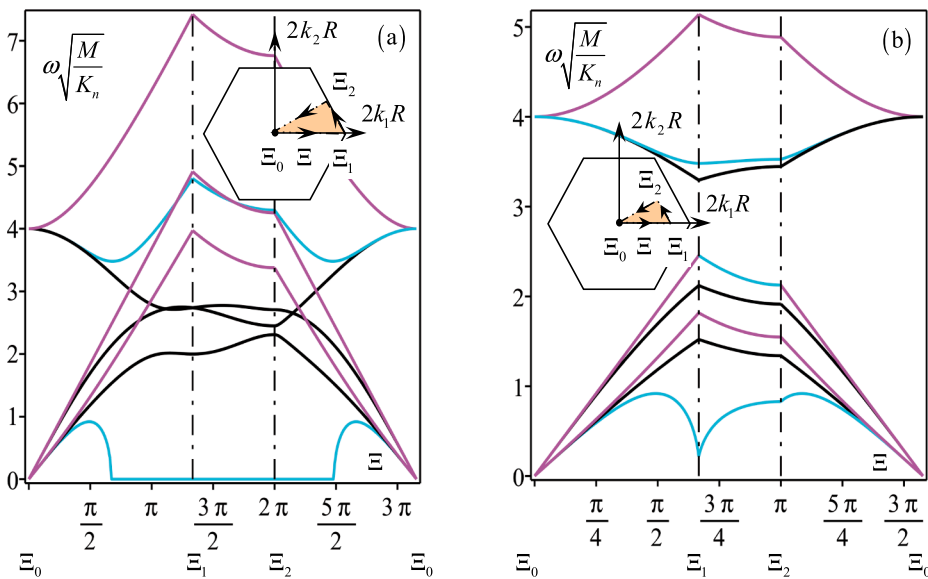 (a)
ω√(M/Kₙ)
7
6
5
4
3
2
1
0
2k₂R
2k₁R
Ξ₂
Ξ₀ Ξ Ξ₁
Ξ
π/2 π 3π/2 2π 5π/2 3π
Ξ₀ Ξ₁ Ξ₂ Ξ₀
(b)
ω√(M/Kₙ)
5
4
3
2
1
0
2k₂R
2k₁R
Ξ₂
Ξ₀ Ξ Ξ₁
Ξ
π/4 π/2 3π/4 π 5π/4 3π/2
Ξ₀ Ξ₁ Ξ₂ Ξ₀